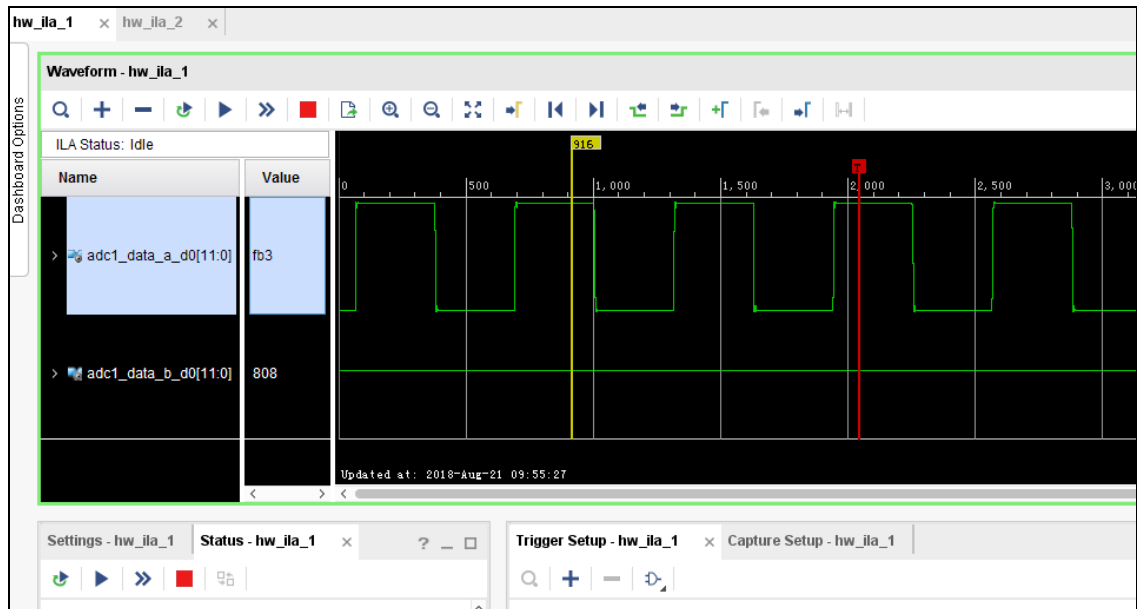 hw_ila_1 × hw_ila_2 ×
Dashboard Options
Waveform - hw_ila_1
ILA Status: Idle
Name Value
916
T
0 500 1,000 1,500 2,000 2,500 3,000
adc1_data_a_d0[11:0] fb3
adc1_data_b_d0[11:0] 808
Updated at: 2018-Aug-21 09:55:27
Settings - hw_ila_1 Status - hw_ila_1 × ? _ Trigger Setup - hw_ila_1 × Capture Setup - hw_ila_1